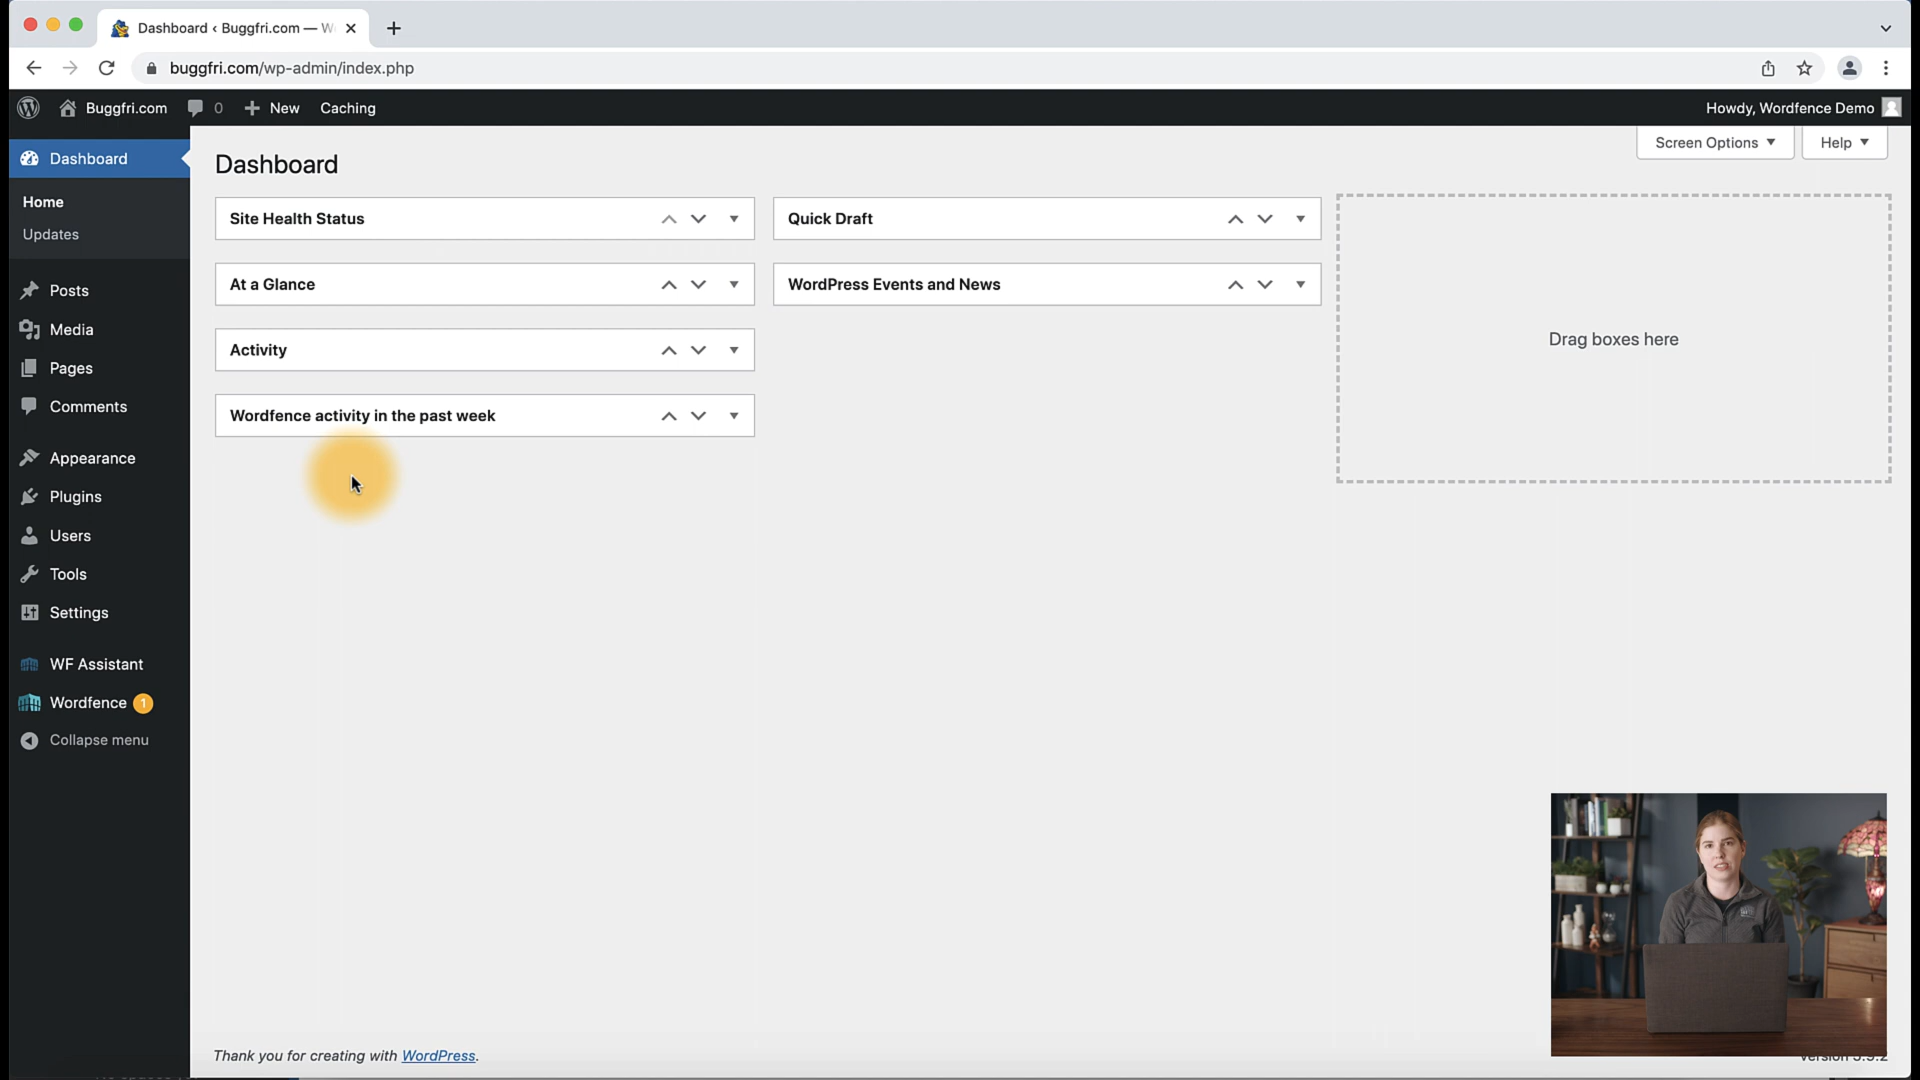 Dashboard ‹ Buggfri.com — W
buggfri.com/wp-admin/index.php
Buggfri.com 0 New Caching Howdy, Wordfence Demo
Screen Options Help
Dashboard
Home
Updates
Posts
Media
Pages
Comments
Appearance
Plugins
Users
Tools
Settings
WF Assistant
Wordfence 1
Collapse menu
Dashboard
Site Health Status
At a Glance
Activity
Wordfence activity in the past week
Quick Draft
WordPress Events and News
Drag boxes here
Thank you for creating with WordPress.